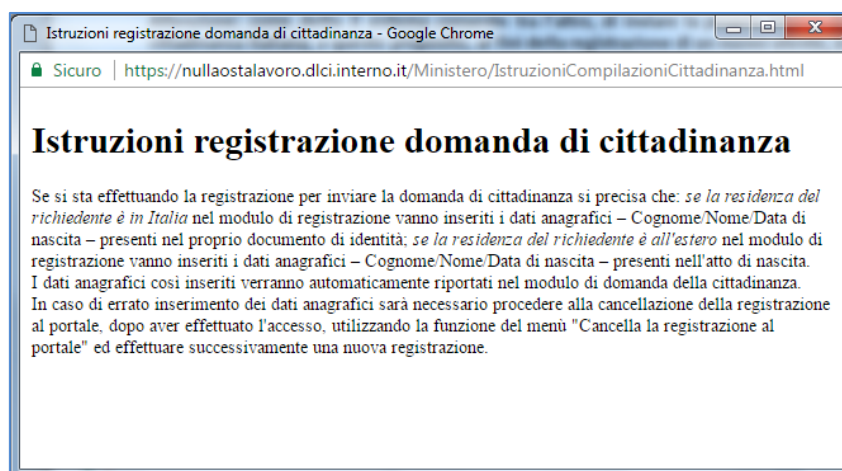 Istruzioni registrazione domanda di cittadinanza - Google Chrome
Sicuro | https://nullaostalavoro.dlci.interno.it/Ministero/IstruzioniCompilazioniCittadinanza.html
Istruzioni registrazione domanda di cittadinanza
Se si sta effettuando la registrazione per inviare la domanda di cittadinanza si precisa che: se la residenza del
richiedente è in Italia nel modulo di registrazione vanno inseriti i dati anagrafici – Cognome/Nome/Data di
nascita – presenti nel proprio documento di identità; se la residenza del richiedente è all'estero nel modulo di
registrazione vanno inseriti i dati anagrafici – Cognome/Nome/Data di nascita – presenti nell'atto di nascita.
I dati anagrafici così inseriti verranno automaticamente riportati nel modulo di domanda della cittadinanza.
In caso di errato inserimento dei dati anagrafici sarà necessario procedere alla cancellazione della registrazione
al portale, dopo aver effettuato l'accesso, utilizzando la funzione del menù "Cancella la registrazione al
portale" ed effettuare successivamente una nuova registrazione.